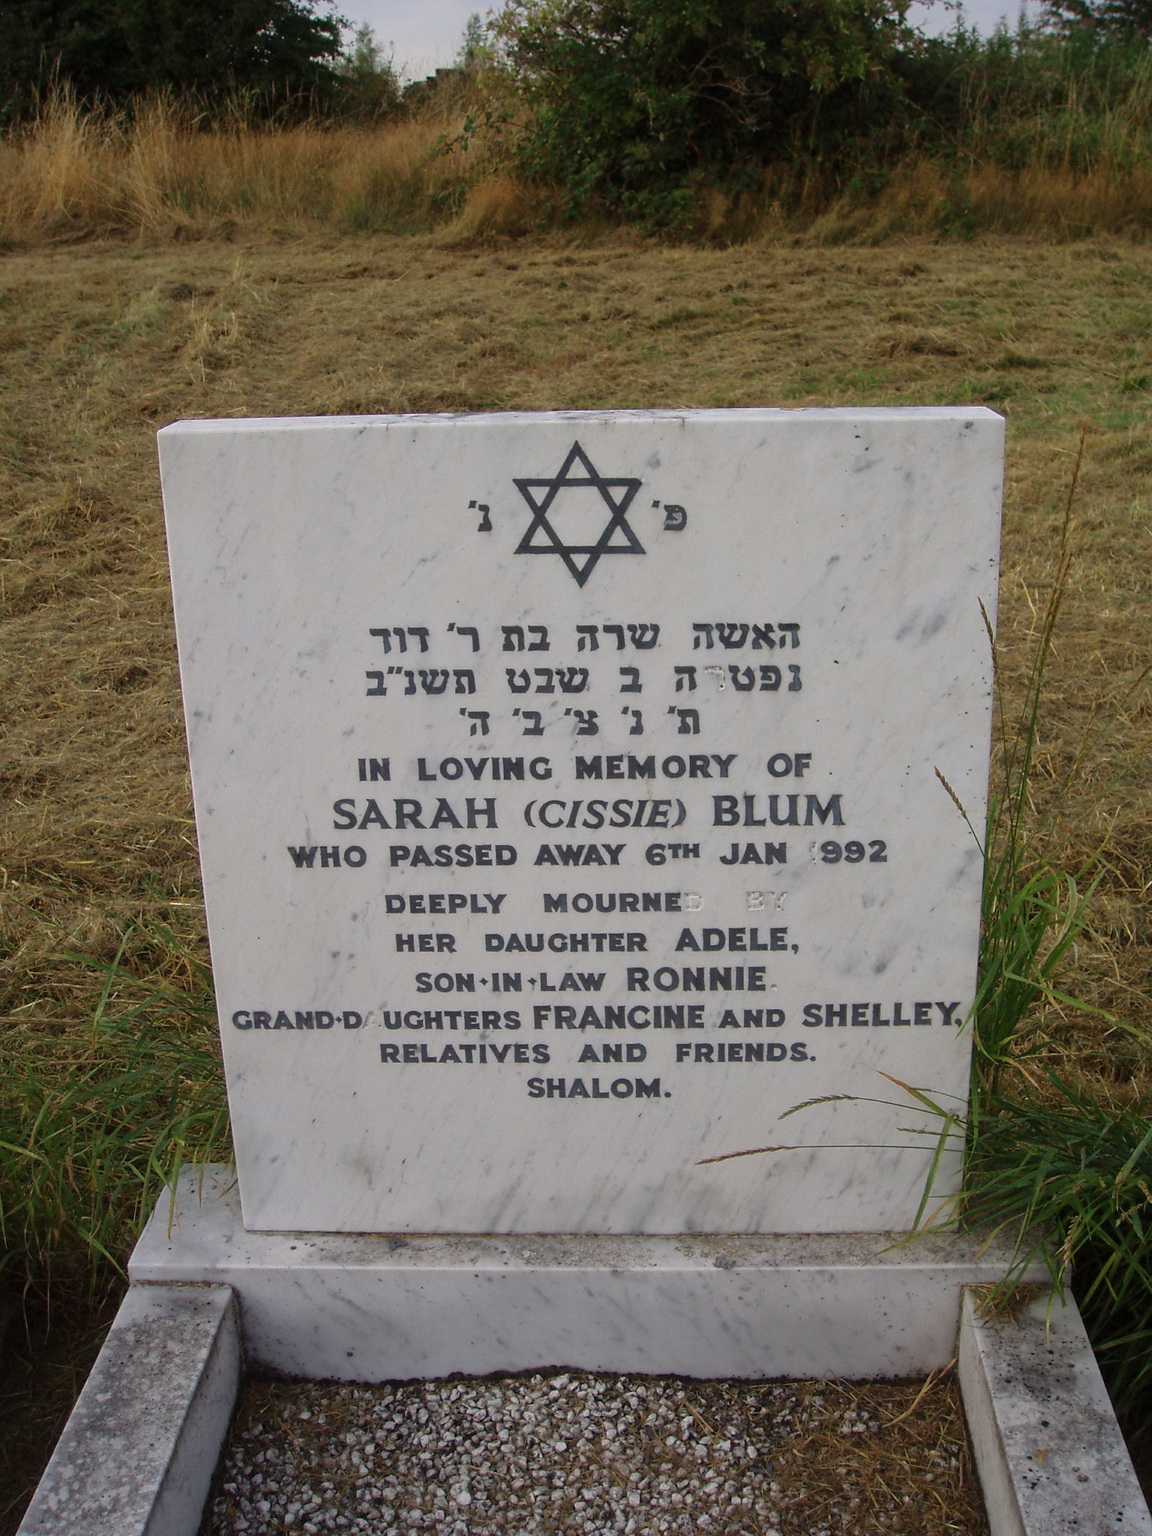 פ' נ'
האשה שרה בת ר' דוד
נפטרה ב שבט תשנ"ב
ת' נ' צ' ב' ה'
IN LOVING MEMORY OF
SARAH (CISSIE) BLUM
WHO PASSED AWAY 6TH JAN 1992
DEEPLY MOURNED BY
HER DAUGHTER ADELE,
SON-IN-LAW RONNIE.
GRAND-DAUGHTERS FRANCINE AND SHELLEY,
RELATIVES AND FRIENDS.
SHALOM.